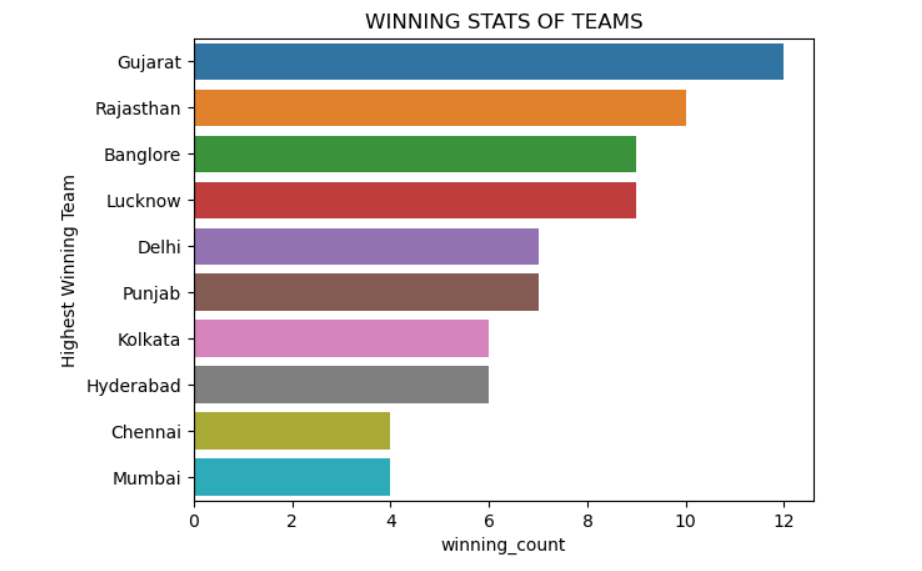 WINNING STATS OF TEAMS
Highest Winning Team
Gujarat
Rajasthan
Banglore
Lucknow
Delhi
Punjab
Kolkata
Hyderabad
Chennai
Mumbai
0 2 4 6 8 10 12
winning_count